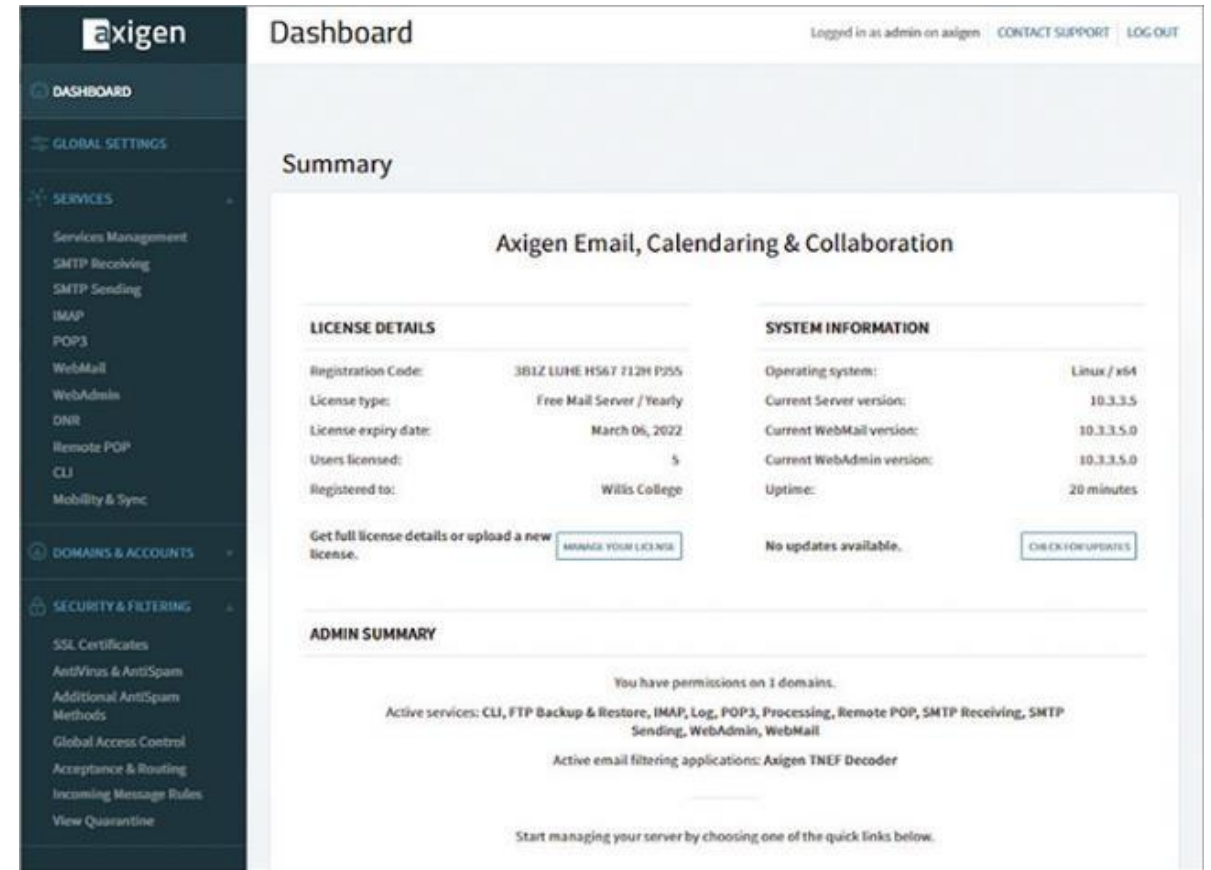 axigen
Dashboard
Logged in as admin on axigen CONTACT SUPPORT LOG OUT
DASHBOARD
GLOBAL SETTINGS
SERVICES
Services Management
SMTP Receiving
SMTP Sending
IMAP
POP3
WebMail
WebAdmin
DNR
Remote POP
CLI
Mobility & Sync
DOMAINS & ACCOUNTS
SECURITY & FILTERING
SSL Certificates
AntiVirus & AntiSpam
Additional AntiSpam
Methods
Global Access Control
Acceptance & Routing
Incoming Message Rules
View Quarantine
Summary
Axigen Email, Calendaring & Collaboration
LICENSE DETAILS
Registration Code: 3B1Z LUHE HS67 712H PJ55
License type: Free Mail Server / Yearly
License expiry date: March 06, 2022
Users licensed: 5
Registered to: Willis College
Get full license details or upload a new
license.
MANAGE YOUR LICENSE
SYSTEM INFORMATION
Operating system: Linux / x64
Current Server version: 10.3.3.5
Current WebMail version: 10.3.3.5.0
Current WebAdmin version: 10.3.3.5.0
Uptime: 20 minutes
No updates available.
CHECK FOR UPDATES
ADMIN SUMMARY
You have permissions on 1 domains.
Active services: CLI, FTP Backup & Restore, IMAP, Log, POP3, Processing, Remote POP, SMTP Receiving, SMTP
Sending, WebAdmin, WebMail
Active email filtering applications: Axigen TNEF Decoder
Start managing your server by choosing one of the quick links below.